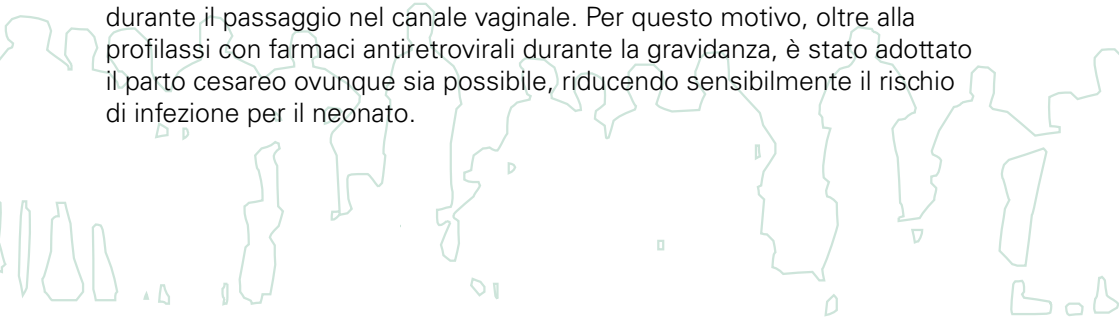 durante il passaggio nel canale vaginale. Per questo motivo, oltre alla
profilassi con farmaci antiretrovirali durante la gravidanza, è stato adottato
il parto cesareo ovunque sia possibile, riducendo sensibilmente il rischio
di infezione per il neonato.